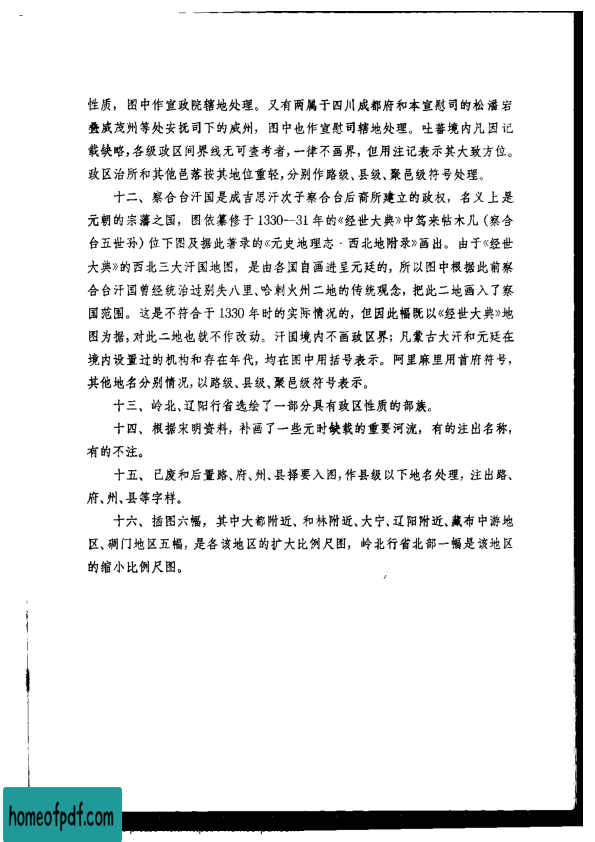 性质，图中作宣政院辖地处理。又有两属于四川成都府和本宣慰司的松潘宕
叠威茂州等处安抚司下的威州，图中也作宣慰司辖地处理。吐蕃境内凡因记
载缺略，各级政区间界线无可查考者，一律不画界，但用注记表示其大致方位。
政区治所和其他邑落按其地位重轻，分别作路级、县级、聚邑级符号处理。
十二、察合台汗国是成吉思汗次子察合台后裔所建立的政权，名义上是
元朝的宗藩之国，图依纂修于1330—31年的《经世大典》中笃来帖木儿（察合
台五世孙）位下图及据此著录的《元史地理志·西北地附录》画出。由于《经世
大典》的西北三大汗国地图，是由各国自画进呈元廷的，所以图中根据此前察
合台汗国曾经统治过别失八里、哈剌火州二地的传统观念，把此二地画入了察
国范围。这是不符合于1330年时的实际情况的，但因此幅既以《经世大典》地
图为据，对此二地也就不作改动。汗国境内不画政区界；凡蒙古大汗和元廷在
境内设置过的机构和存在年代，均在图中用括号表示。阿里麻里用首府符号，
其他地名分别情况，以路级、县级、聚邑级符号表示。
十三、岭北、辽阳行省选绘了一部分具有政区性质的部族。
十四、根据宋明资料，补画了一些元时缺载的重要河流，有的注出名称，
有的不注。
十五、已废和后置路、府、州、县择要入图，作县级以下地名处理，注出路、
府、州、县等字样。
十六、插图六幅，其中大都附近、和林附近、大宁、辽阳附近、藏布中游地
区、碉门地区五幅，是各该地区的扩大比例尺图，岭北行省北部一幅是该地区
的缩小比例尺图。
homeofpdf.com